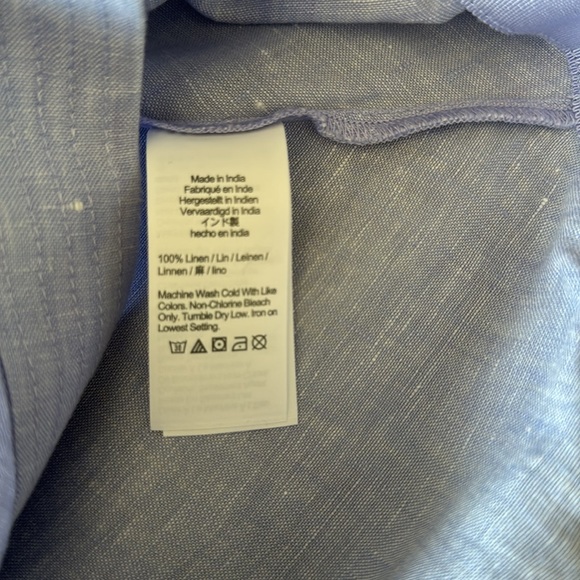 Made in India
Fabriqué en Inde
Hergestellt in Indien
Vervaardigd in India
インド製
hecho en india
100% Linen / Lin / Leinen /
Linnen / 麻 / lino
Machine Wash Cold With Like
Colors. Non-Chlorine Bleach
Only. Tumble Dry Low. Iron on
Lowest Setting.